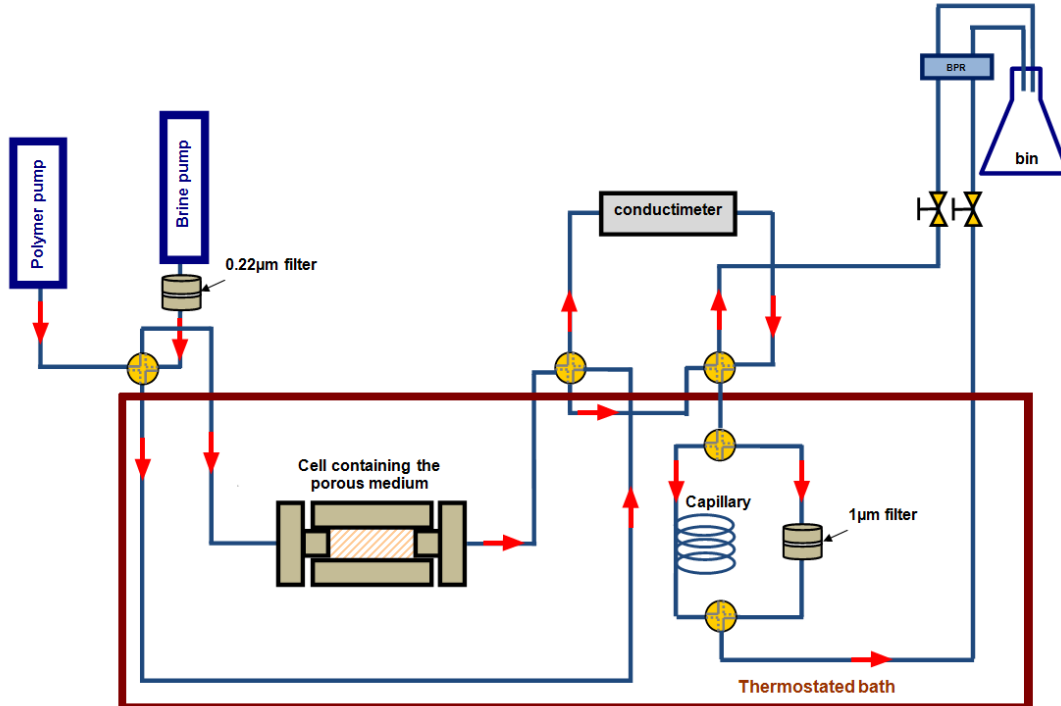 BPR
bin
Polymer pump
Brine pump
conductimeter
0.22µm filter
Cell containing the
porous medium
Capillary
1µm filter
Thermostated bath